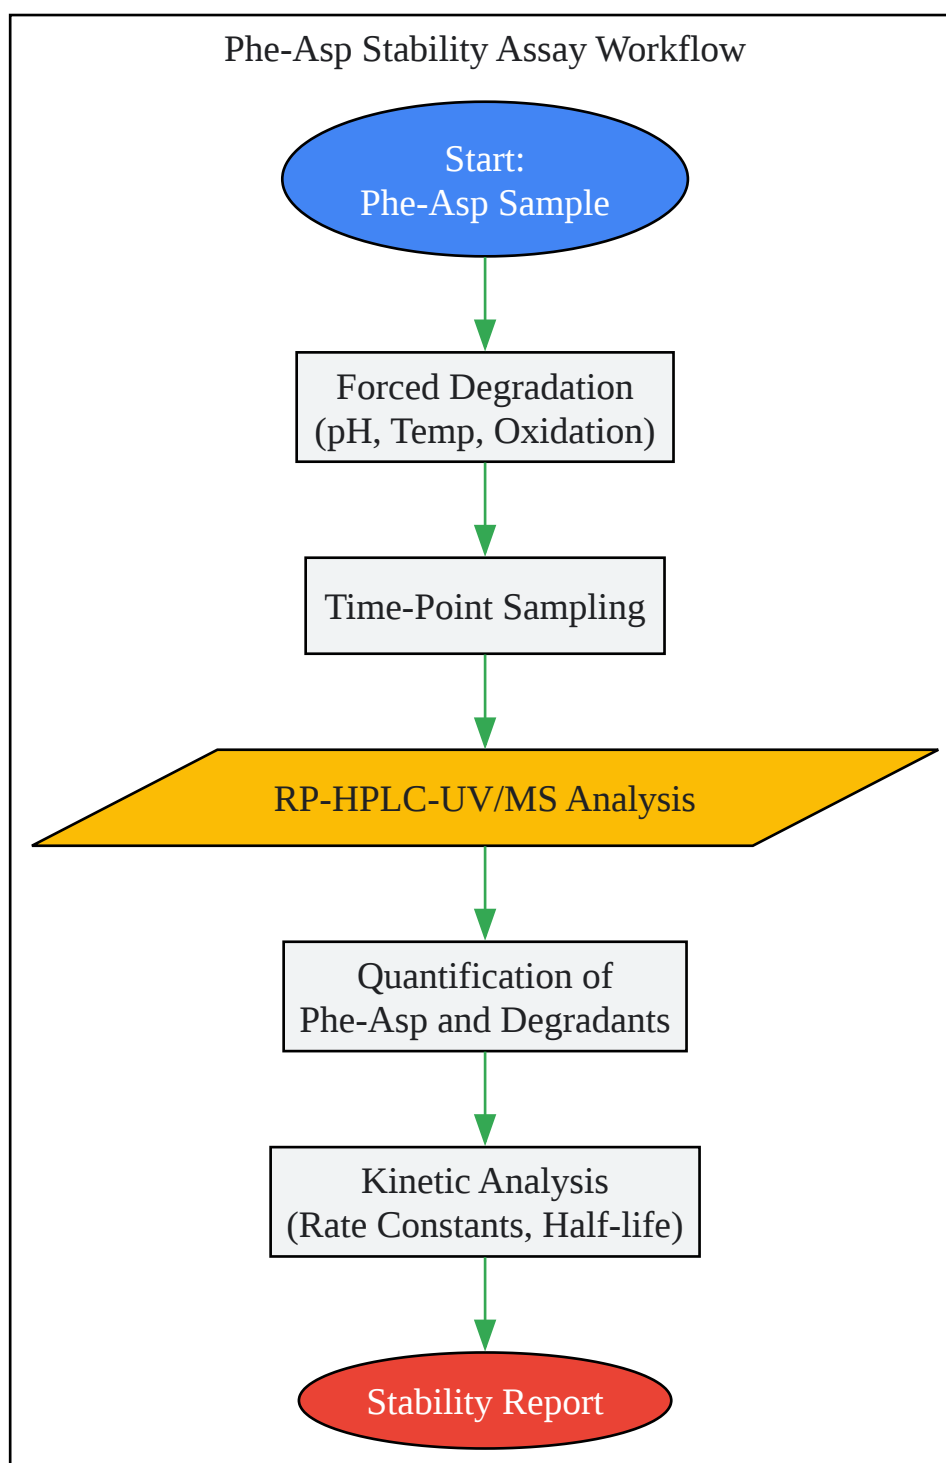 Phe-Asp Stability Assay Workflow
Start:
Phe-Asp Sample
Forced Degradation
(pH, Temp, Oxidation)
Time-Point Sampling
RP-HPLC-UV/MS Analysis
Quantification of
Phe-Asp and Degradants
Kinetic Analysis
(Rate Constants, Half-life)
Stability Report